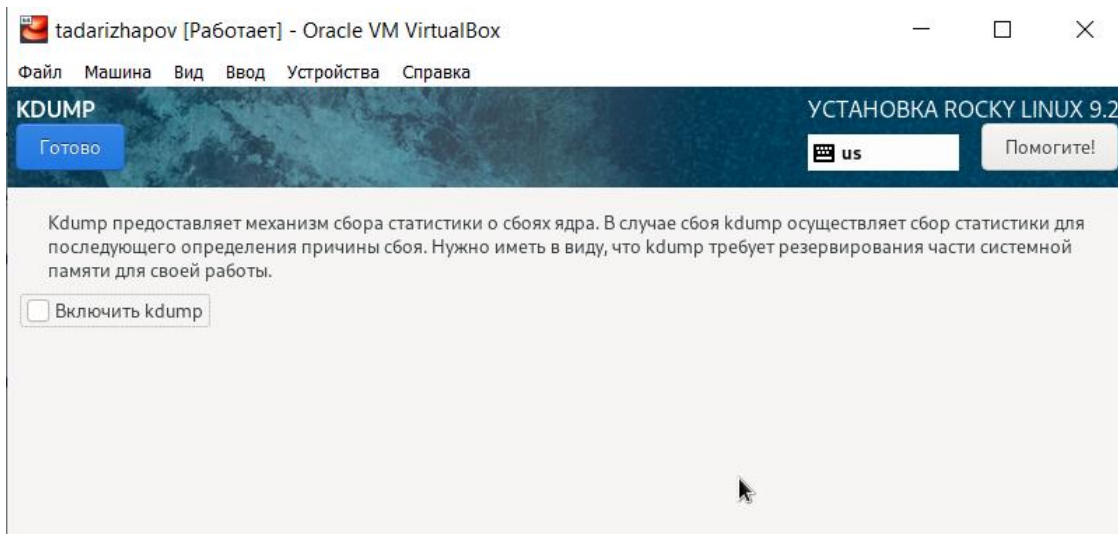 tadarizhapov [Работает] - Oracle VM VirtualBox
Файл Машина Вид Ввод Устройства Справка
KDUMP
УСТАНОВКА ROCKY LINUX 9.2
Готово
us
Помогите!
Kdump предоставляет механизм сбора статистики о сбоях ядра. В случае сбоя kdump осуществляет сбор статистики для
последующего определения причины сбоя. Нужно иметь в виду, что kdump требует резервирования части системной
памяти для своей работы.
Включить kdump